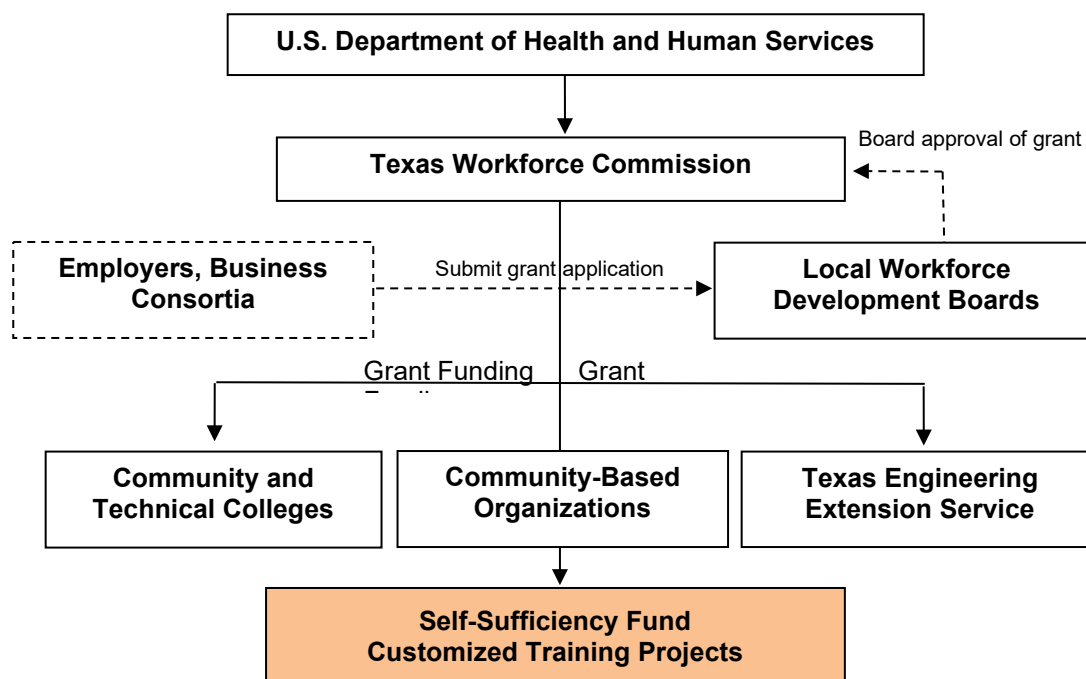 U.S. Department of Health and Human Services
Board approval of grant
Texas Workforce Commission
Employers, Business
Consortia
Submit grant application
Local Workforce
Development Boards
Grant Funding
Grant
Community and
Technical Colleges
Community-Based
Organizations
Texas Engineering
Extension Service
Self-Sufficiency Fund
Customized Training Projects